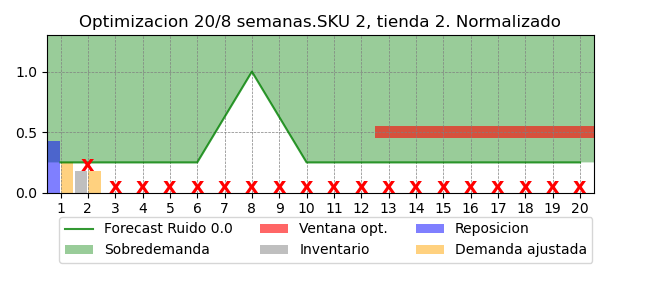 Optimizacion 20/8 semanas.SKU 2, tienda 2. Normalizado
1.0
0.5
0.0
1 2 3 4 5 6 7 8 9 10 11 12 13 14 15 16 17 18 19 20
Forecast Ruido 0.0 Ventana opt. Reposicion
Sobredemanda Inventario Demanda ajustada